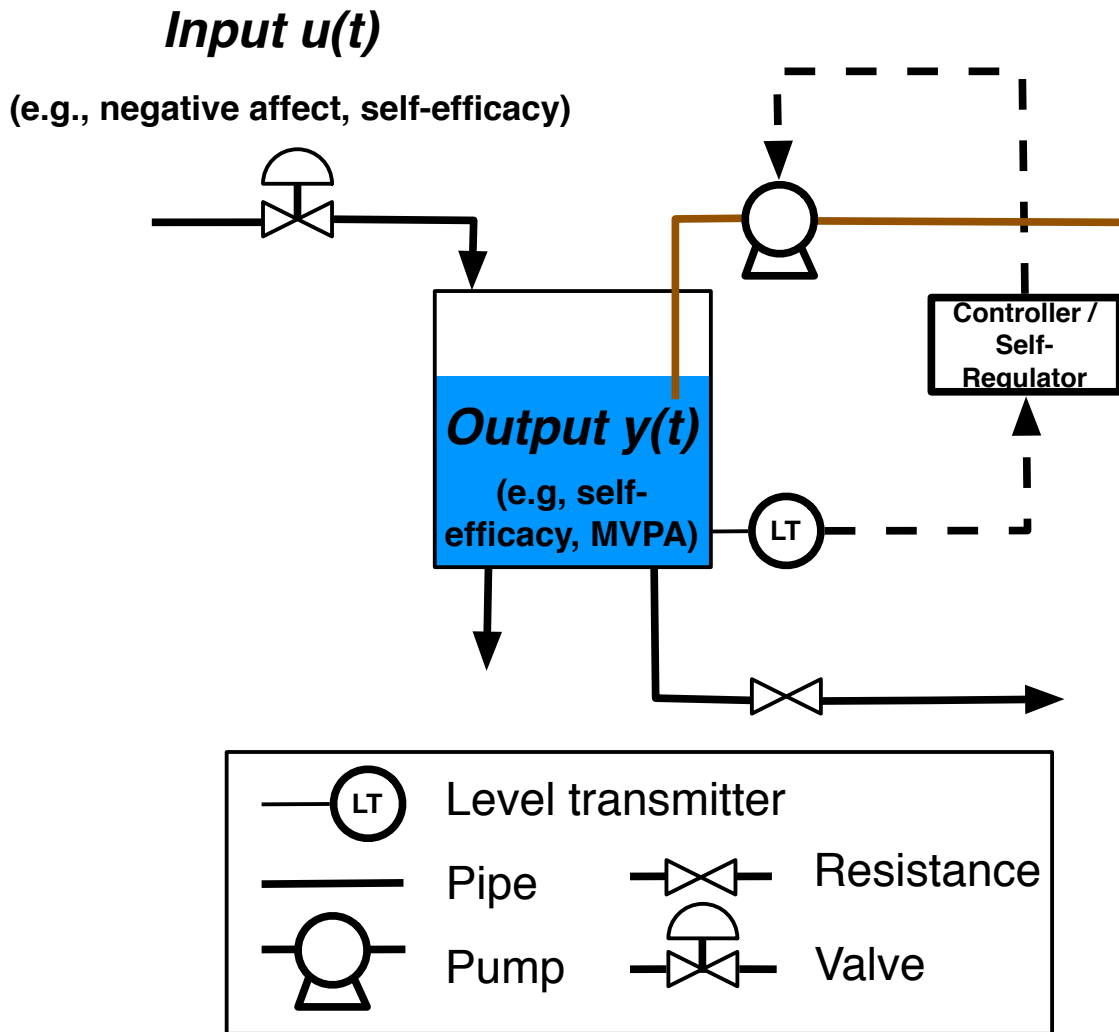 Input u(t)
(e.g., negative affect, self-efficacy)
Controller /
Self-
Regulator
Output y(t)
(e.g, self-
efficacy, MVPA)
LT
LT
Level transmitter
Pipe
Resistance
Pump
Valve